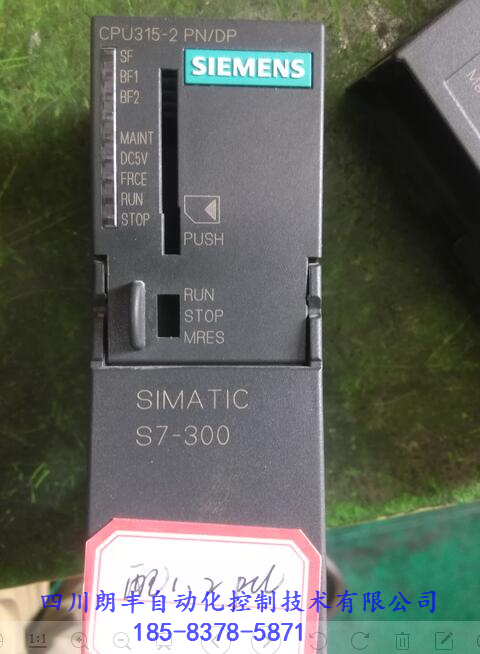 CPU315-2 PN/DP
SIEMENS
SF
BF1
BF2
MAINT
DC5V
FRCE
RUN
STOP
PUSH
RUN
STOP
MRES
SIMATIC
S7-300
四川朗丰自动化控制技术有限公司
185-8378-5871
1:1